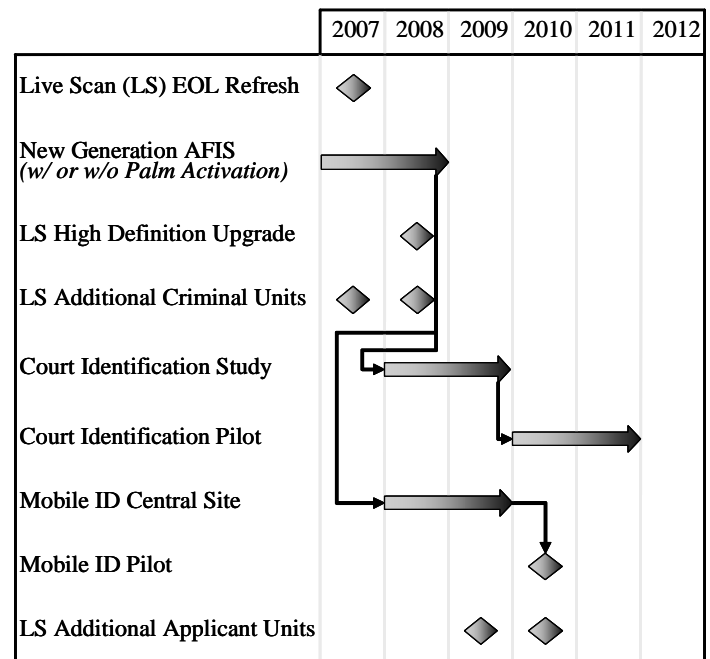 2007 2008 2009 2010 2011 2012
Live Scan (LS) EOL Refresh
New Generation AFIS
(w/ or w/o Palm Activation)
LS High Definition Upgrade
LS Additional Criminal Units
Court Identification Study
Court Identification Pilot
Mobile ID Central Site
Mobile ID Pilot
LS Additional Applicant Units